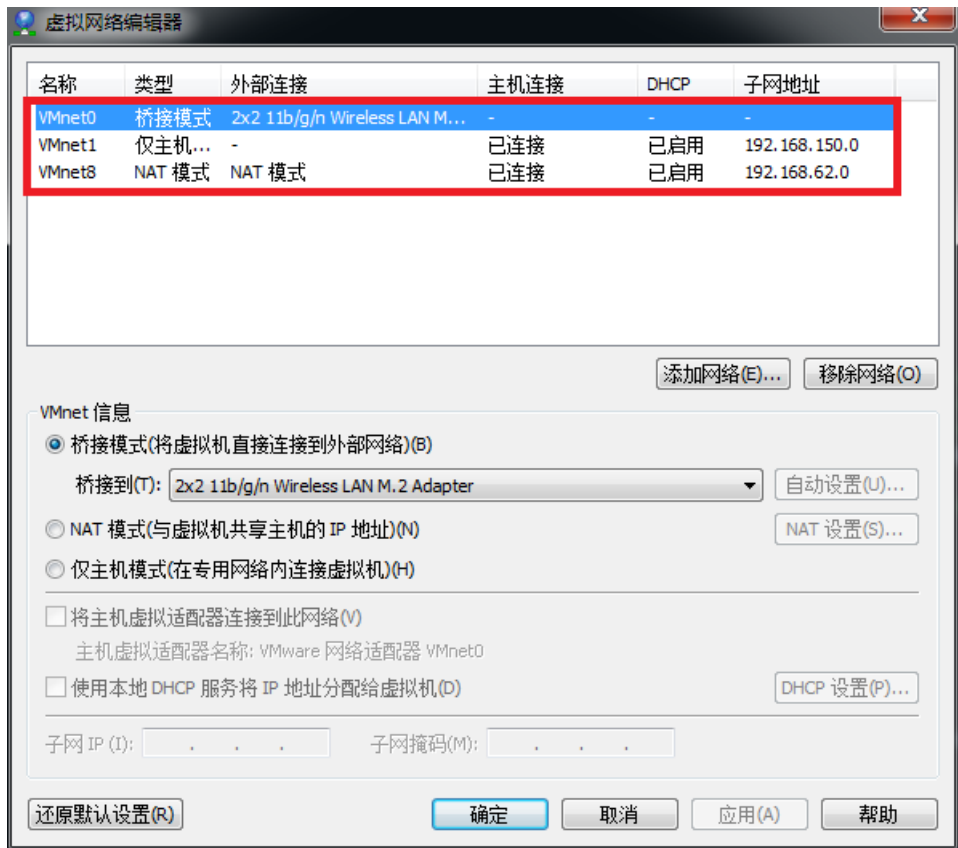 虚拟网络编辑器
名称 类型 外部连接 主机连接 DHCP 子网地址
VMnet0 桥接模式 2x2 11b/g/n Wireless LAN M... - - -
VMnet1 仅主机... - 已连接 已启用 192.168.150.0
VMnet8 NAT 模式 NAT 模式 已连接 已启用 192.168.62.0
添加网络(E)... 移除网络(O)
VMnet 信息
桥接模式(将虚拟机直接连接到外部网络)(B)
桥接到(T): 2x2 11b/g/n Wireless LAN M.2 Adapter 自动设置(U)...
NAT 模式(与虚拟机共享主机的 IP 地址)(N) NAT 设置(S)...
仅主机模式(在专用网络内连接虚拟机)(H)
将主机虚拟适配器连接到此网络(V)
主机虚拟适配器名称: VMware 网络适配器 VMnet0
使用本地 DHCP 服务将 IP 地址分配给虚拟机(D) DHCP 设置(P)...
子网 IP (I): . . . 子网掩码(M): . . .
还原默认设置(R) 确定 取消 应用(A) 帮助